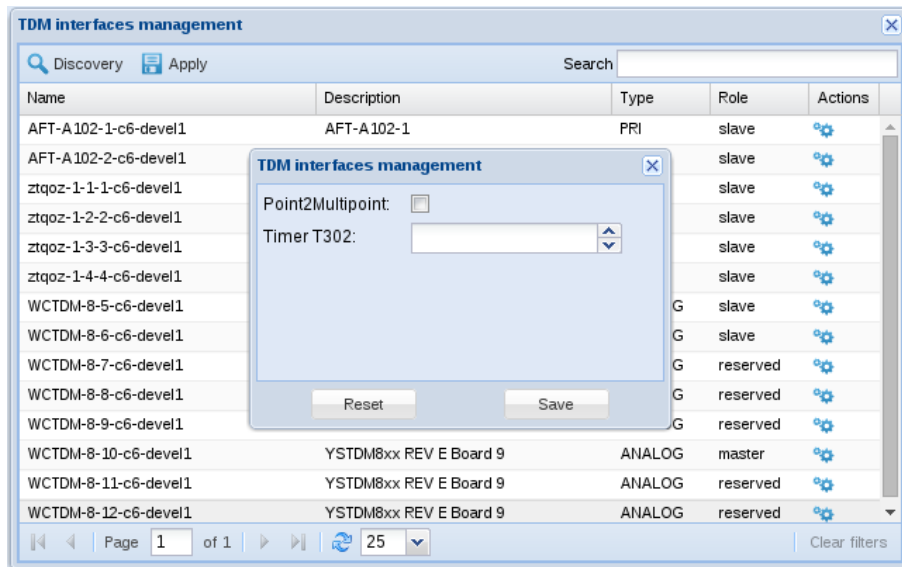 TDM interfaces management
Discovery Apply Search
Name Description Type Role Actions
AFT-A102-1-c6-devel1 AFT-A102-1 PRI slave
AFT-A102-2-c6-devel1 slave
ztqoz-1-1-1-c6-devel1 slave
ztqoz-1-2-2-c6-devel1 slave
ztqoz-1-3-3-c6-devel1 slave
ztqoz-1-4-4-c6-devel1 slave
WCTDM-8-5-c6-devel1 G slave
WCTDM-8-6-c6-devel1 G slave
WCTDM-8-7-c6-devel1 G reserved
WCTDM-8-8-c6-devel1 G reserved
WCTDM-8-9-c6-devel1 G reserved
WCTDM-8-10-c6-devel1 YSTDM8xx REV E Board 9 ANALOG master
WCTDM-8-11-c6-devel1 YSTDM8xx REV E Board 9 ANALOG reserved
WCTDM-8-12-c6-devel1 YSTDM8xx REV E Board 9 ANALOG reserved
Page 1 of 1 25 Clear filters
TDM interfaces management
Point2Multipoint:
Timer T302:
Reset Save